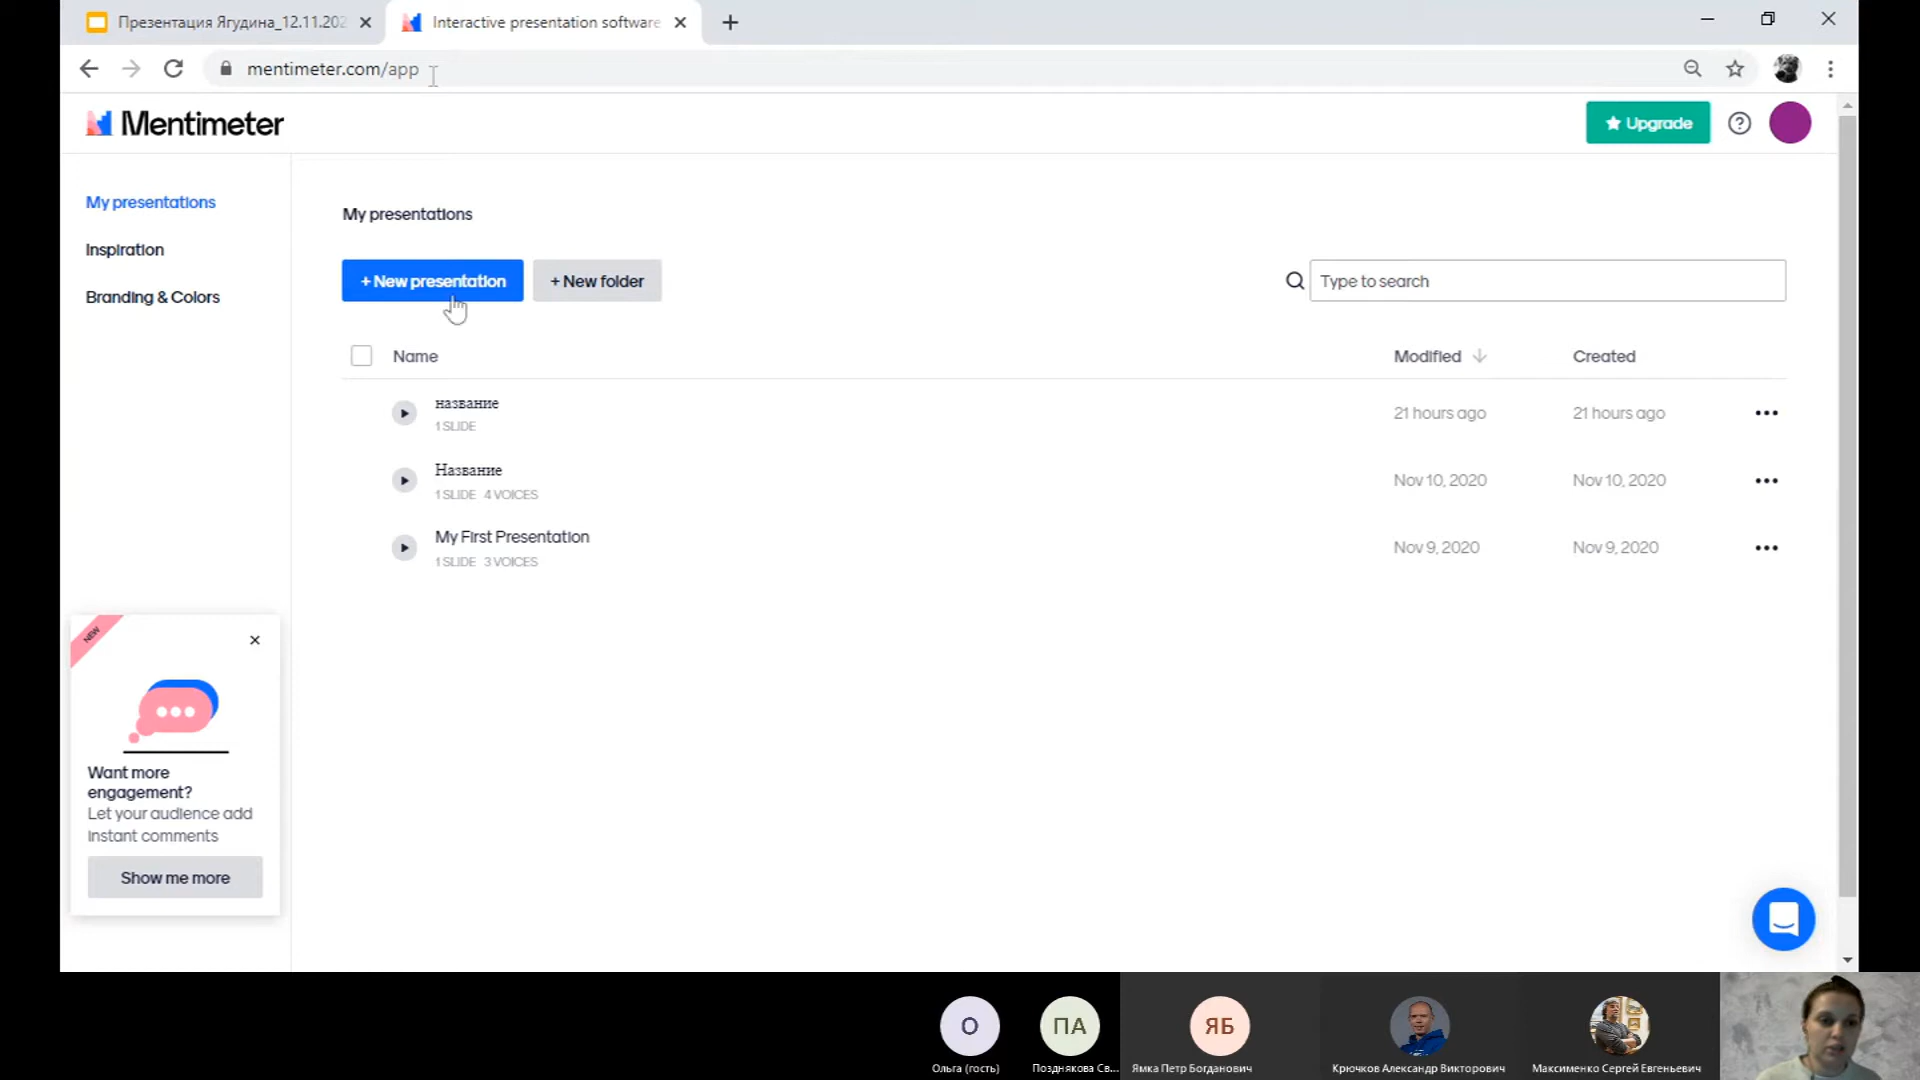 Презентация Ягудина_12.11.202
Interactive presentation software
mentimeter.com/app
Mentimeter
Upgrade
My presentations
Inspiration
Branding & Colors
My presentations
+ New presentation
+ New folder
Type to search
Name
Modified
Created
название
1 SLIDE
21 hours ago
21 hours ago
Название
1 SLIDE 4 VOICES
Nov 10, 2020
Nov 10, 2020
My First Presentation
1 SLIDE 3 VOICES
Nov 9, 2020
Nov 9, 2020
NEW
Want more
engagement?
Let your audience add
instant comments
Show me more
О
ПА
ЯБ
Ольга (гость)
Позднякова Св...
Ямка Петр Богданович
Крючков Александр Викторович
Максименко Сергей Евгеньевич